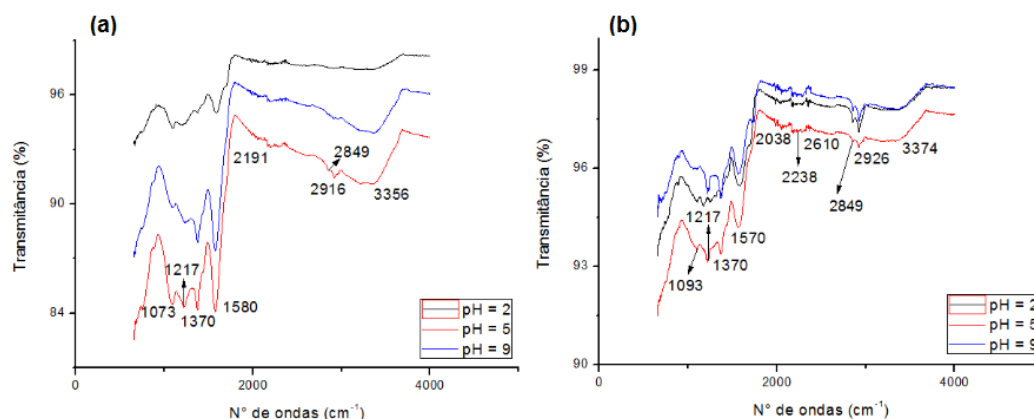 (a)
Transmitância (%)
96
90
84
2191
2849
2916
3356
1217
1073
1370
1580
pH = 2
pH = 5
pH = 9
0
2000
4000
N° de ondas (cm⁻¹)
(b)
Transmitância (%)
99
96
93
90
2038
2610
2926
3374
2238
2849
1217
1570
1370
1093
pH = 2
pH = 5
pH = 9
0
2000
4000
N° de ondas (cm⁻¹)